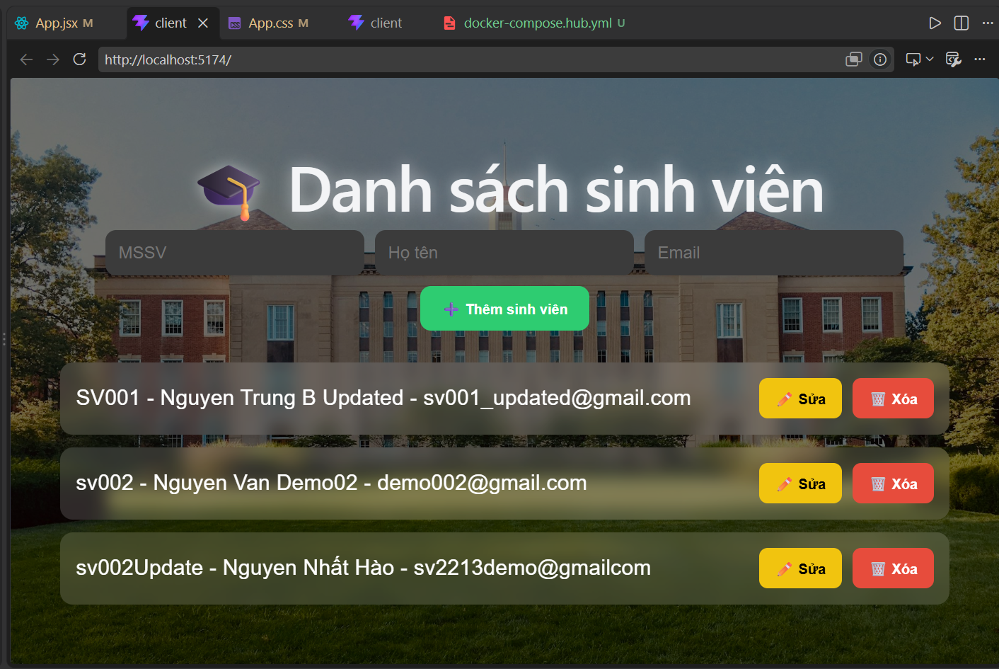 App.jsx M client App.css M client docker-compose.hub.yml U
http://localhost:5174/
Danh sách sinh viên
MSSV Họ tên Email
Thêm sinh viên
SV001 - Nguyen Trung B Updated - sv001_updated@gmail.com Sửa Xóa
sv002 - Nguyen Van Demo02 - demo002@gmail.com Sửa Xóa
sv002Update - Nguyen Nhất Hào - sv2213demo@gmailcom Sửa Xóa